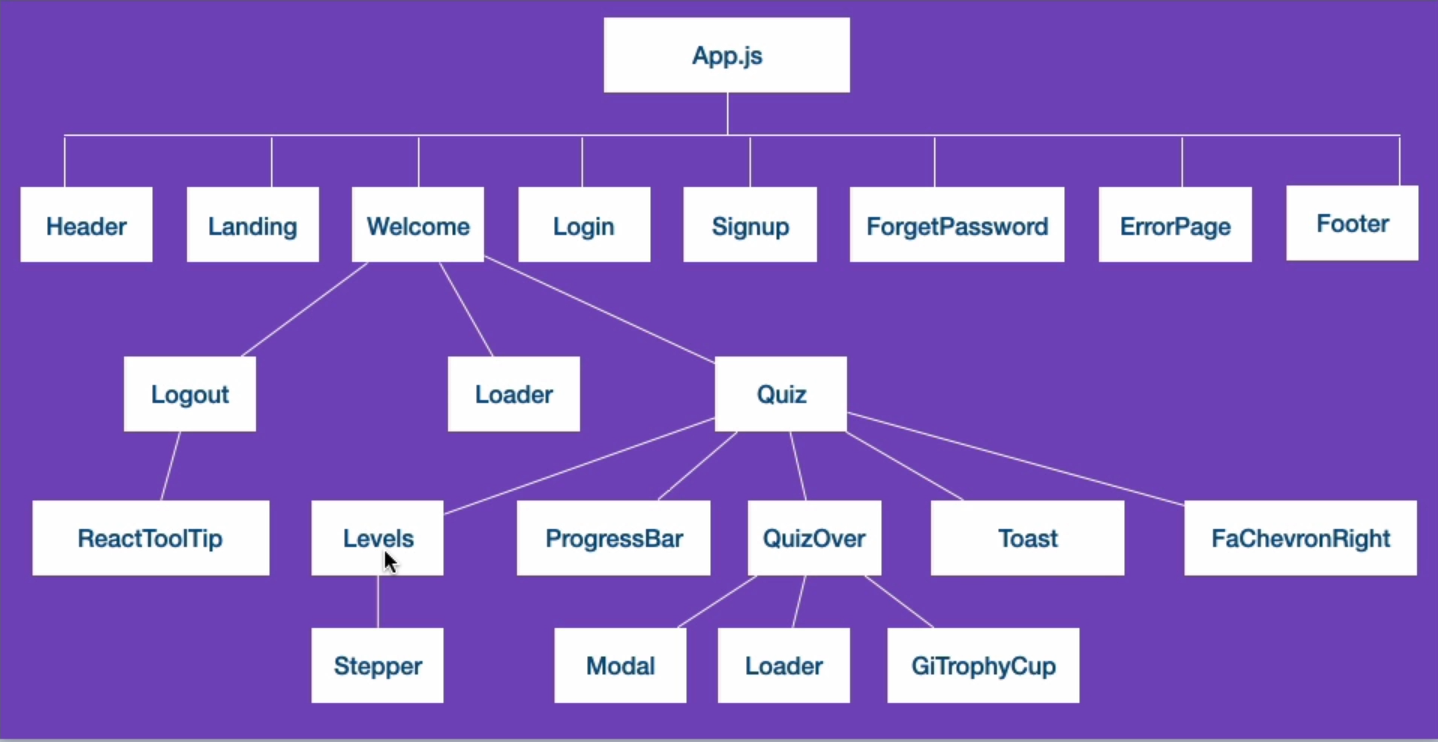 App.js
Header
Landing
Welcome
Login
Signup
ForgetPassword
ErrorPage
Footer
Logout
Loader
Quiz
ReactToolTip
Levels
ProgressBar
QuizOver
Toast
FaChevronRight
Stepper
Modal
Loader
GiTrophyCup